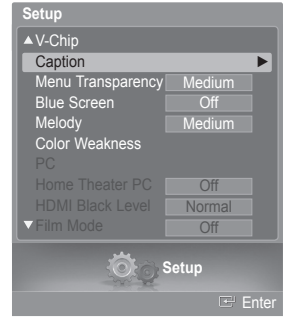 Setup
▲V-Chip
Caption ►
Menu Transparency Medium
Blue Screen Off
Melody Medium
Color Weakness
PC
Home Theater PC Off
HDMI Black Level Normal
▼Film Mode Off
Setup
Enter